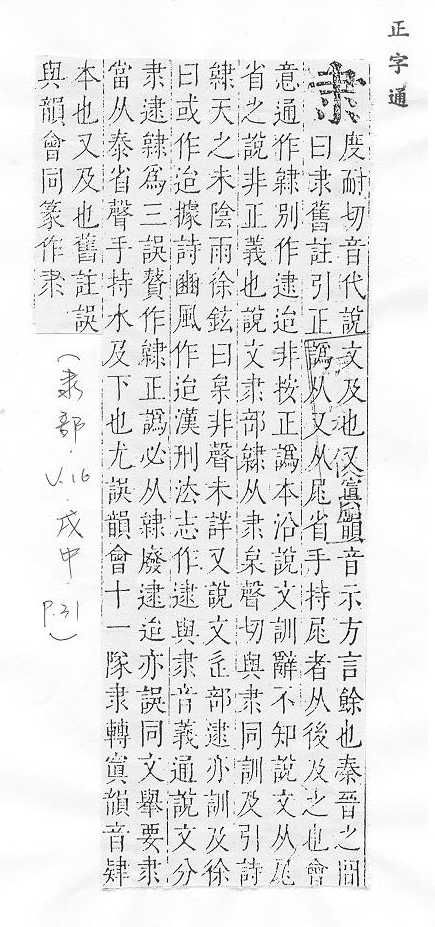 正字通
隶
度耐切音代說文及也又寘韻音示方言餘也秦晉之間
曰隶舊註引正譌从又从尾省手持尾者从後及之也會
意通作隸別作逮迨非按正譌本沿說文訓辭不知說文从尾
省之說非正義也說文隶部隸从隶枲聲切與隶同訓及引詩
隸天之未陰雨徐鉉曰枲非聲未詳又說文辵部逮亦訓及徐
曰或作迨據詩豳風作迨漢刑法志作逮與隶音義通說文分
隶逮隸爲三誤贅作隸正譌必从隸廢逮迨亦誤同文舉要隶
當从泰省聲手持水及下也尤誤韻會十一隊隶轉寘韻音肄
本也又及也舊註誤
與韻會同篆作隶
（隶部．V.16．戌中．P.31）